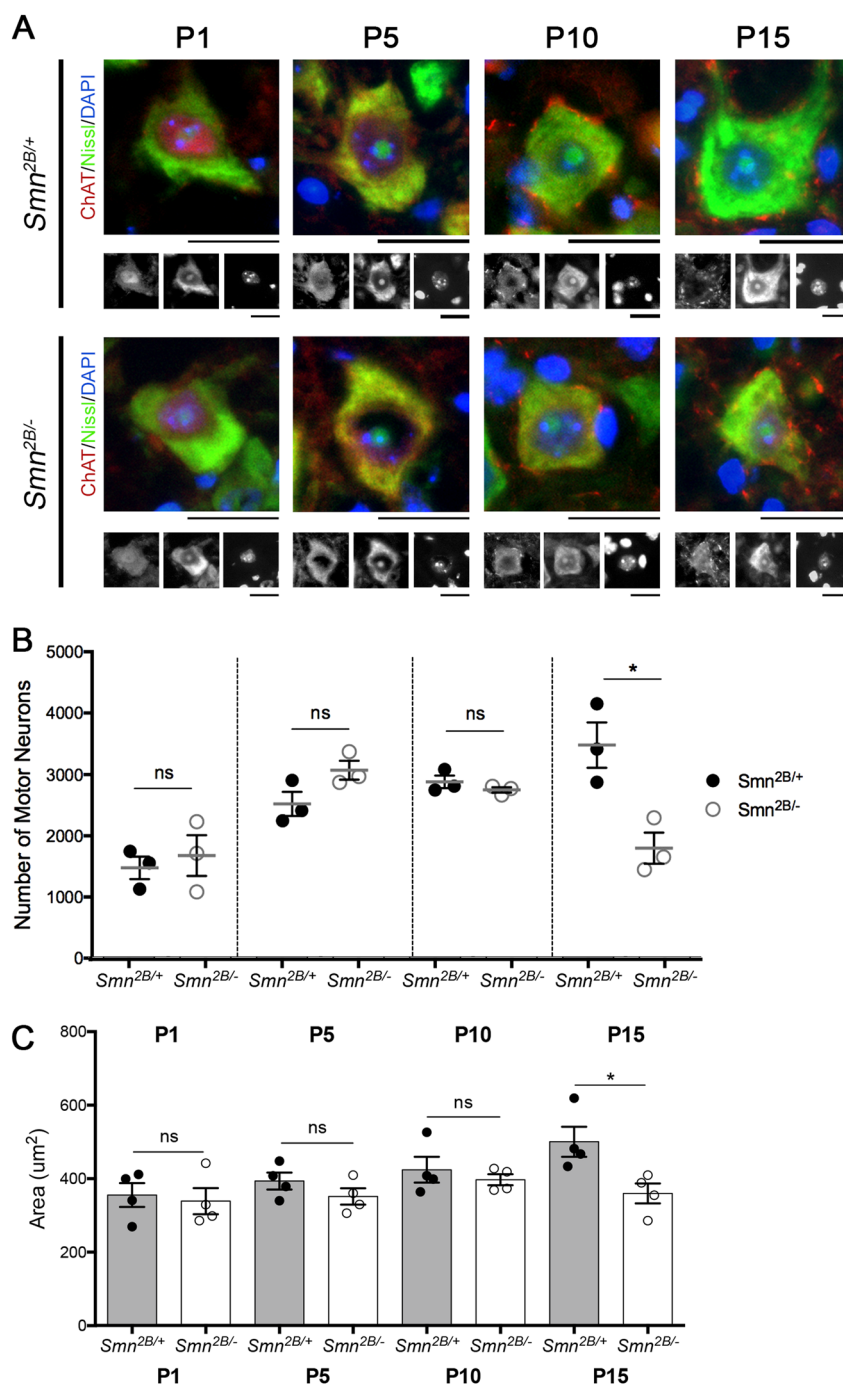 A
P1 P5 P10 P15
Smn2B/+
ChAT/Nissl/DAPI
Smn2B/-
ChAT/Nissl/DAPI
B
Number of Motor Neurons
5000
4000
3000
2000
1000
0
ns
ns
ns
*
Smn2B/+
Smn2B/-
Smn2B/+ Smn2B/- Smn2B/+ Smn2B/- Smn2B/+ Smn2B/- Smn2B/+ Smn2B/-
P1 P5 P10 P15
C
Area (um2)
800
600
400
200
0
ns
ns
ns
*
Smn2B/+ Smn2B/- Smn2B/+ Smn2B/- Smn2B/+ Smn2B/- Smn2B/+ Smn2B/-
P1 P5 P10 P15